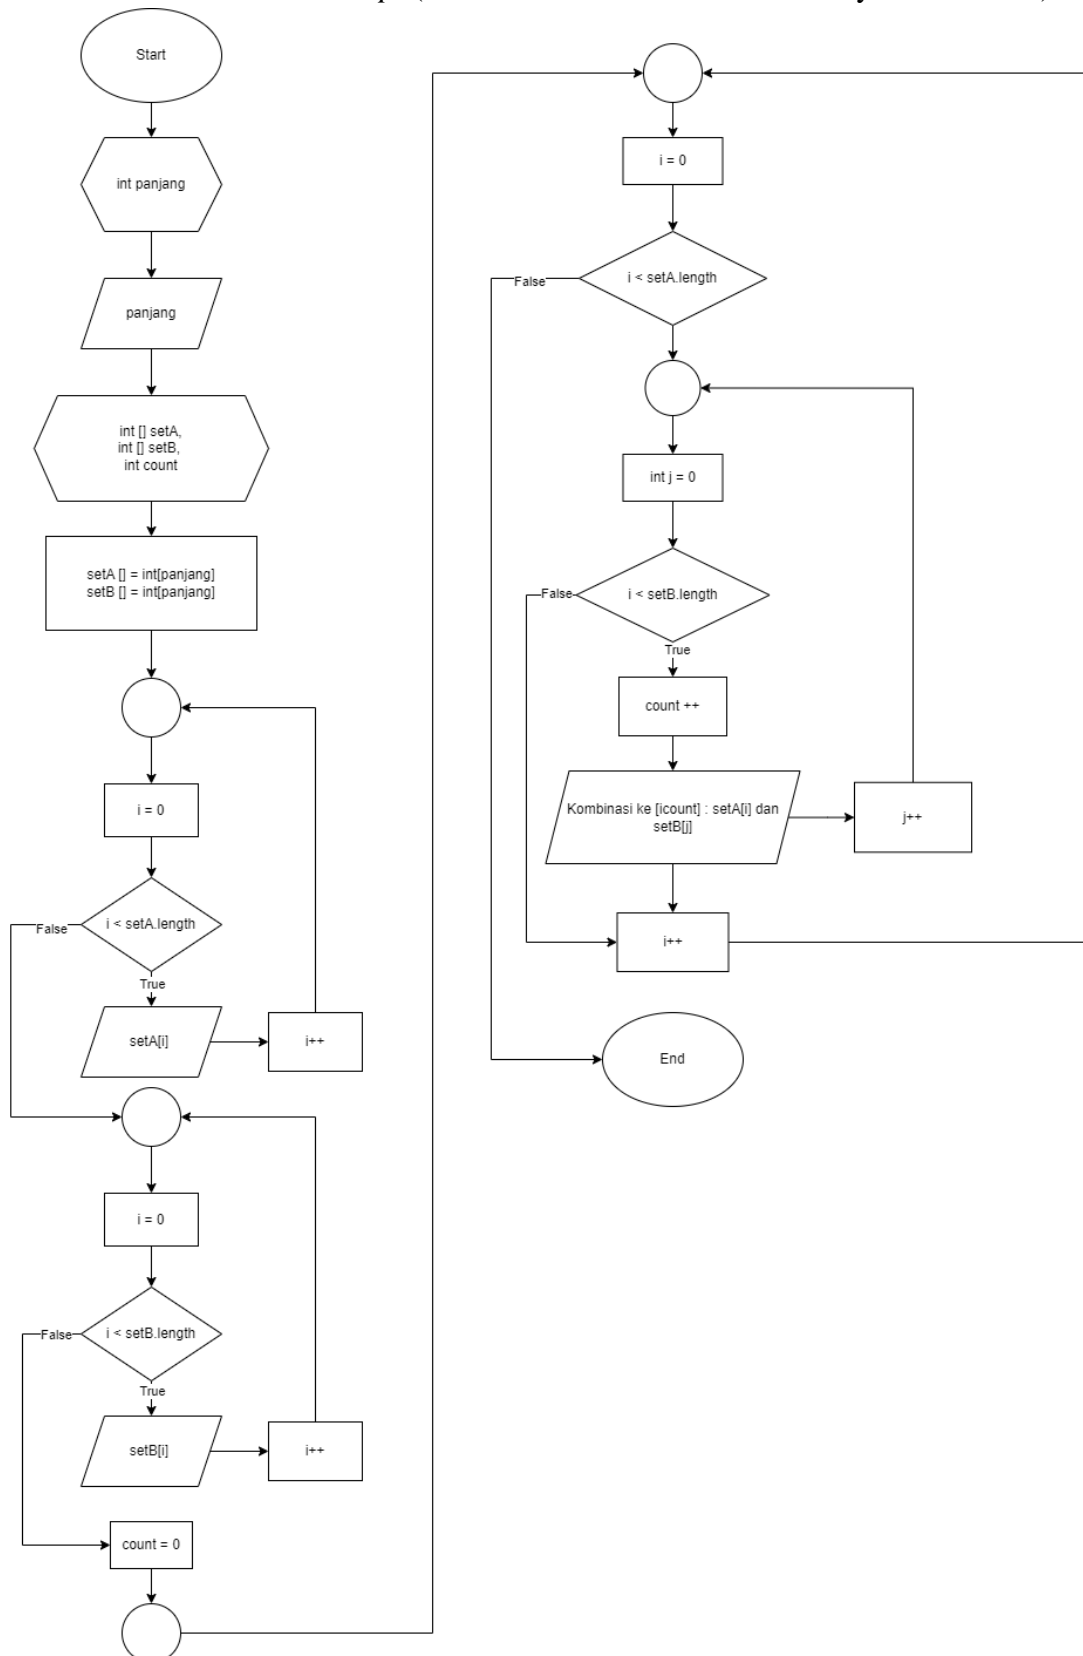 Start
int panjang
panjang
int [] setA,
int [] setB,
int count
setA [] = int[panjang]
setB [] = int[panjang]
i = 0
i < setA.length
False
True
setA[i]
i++
i = 0
i < setB.length
False
True
setB[i]
i++
count = 0
i = 0
i < setA.length
False
int j = 0
i < setB.length
False
True
count ++
Kombinasi ke [icount] : setA[i] dan
setB[j]
j++
i++
End